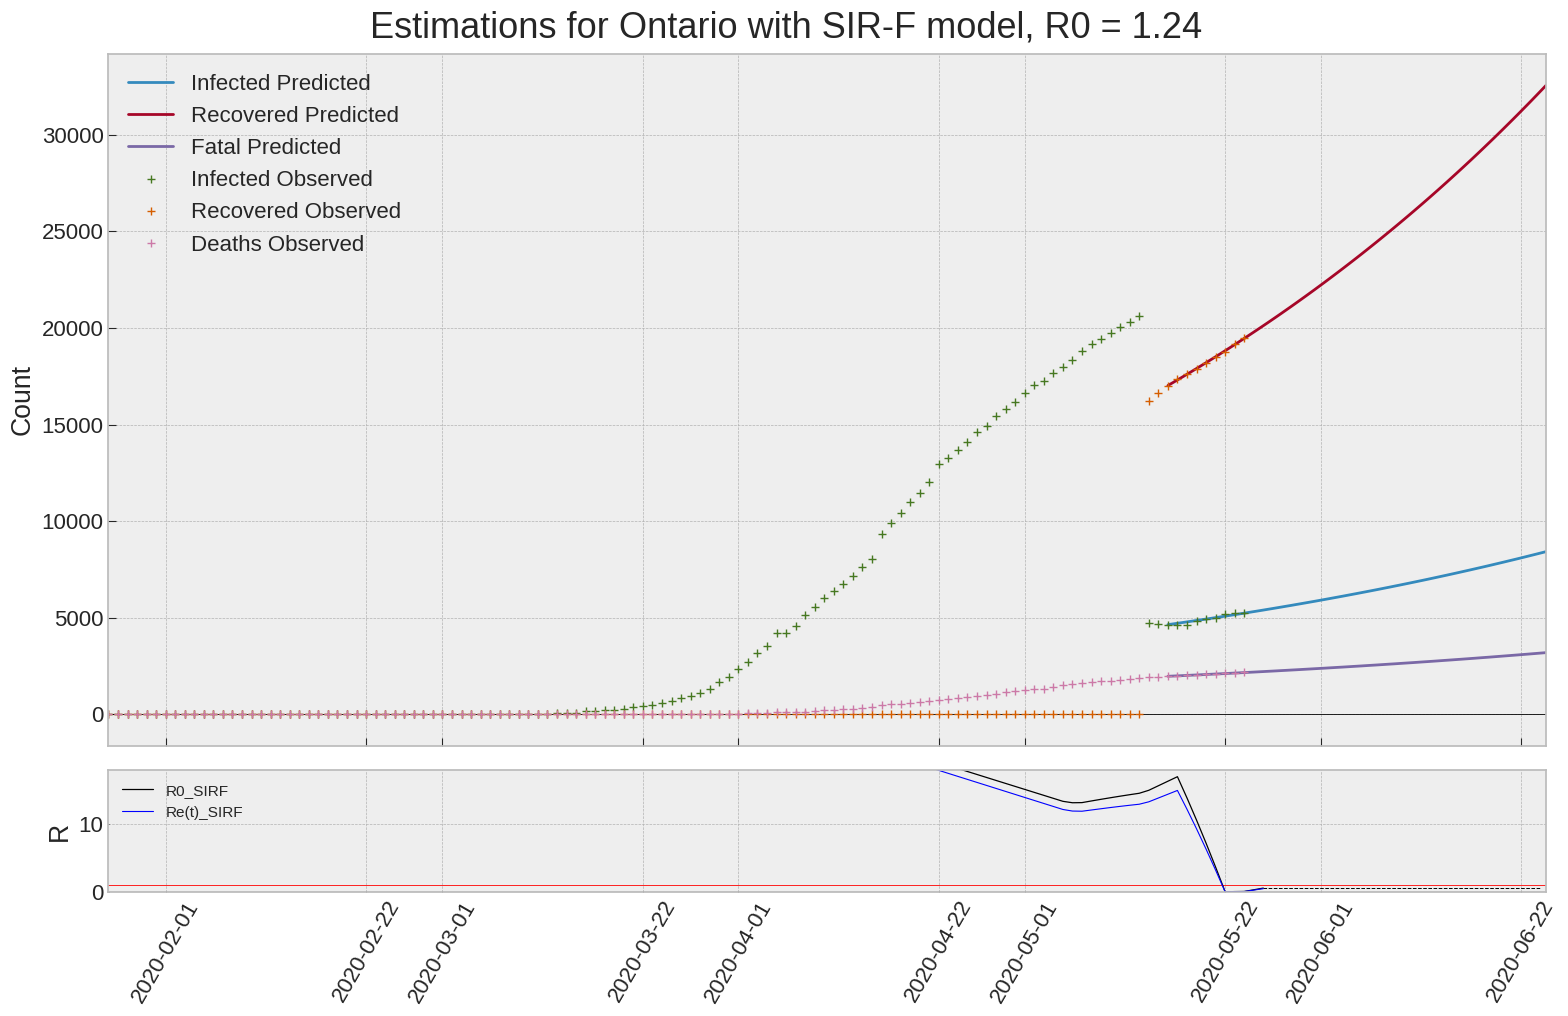 Estimations for Ontario with SIR-F model, R0 = 1.24
Infected Predicted
Recovered Predicted
Fatal Predicted
Infected Observed
Recovered Observed
Deaths Observed
30000
25000
20000
15000
10000
5000
0
Count
R0_SIRF
Re(t)_SIRF
10
0
R
2020-02-01
2020-02-22
2020-03-01
2020-03-22
2020-04-01
2020-04-22
2020-05-01
2020-05-22
2020-06-01
2020-06-22